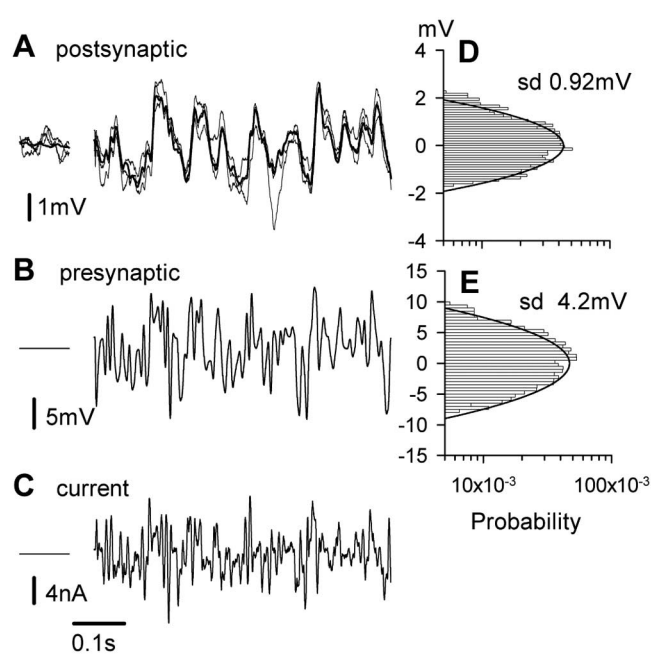 A postsynaptic
1mV
B presynaptic
5mV
C current
4nA
0.1s
mV
D
sd 0.92mV
4
2
0
-2
-4
E
sd 4.2mV
15
10
5
0
-5
-10
-15
10x10⁻³ 100x10⁻³
Probability